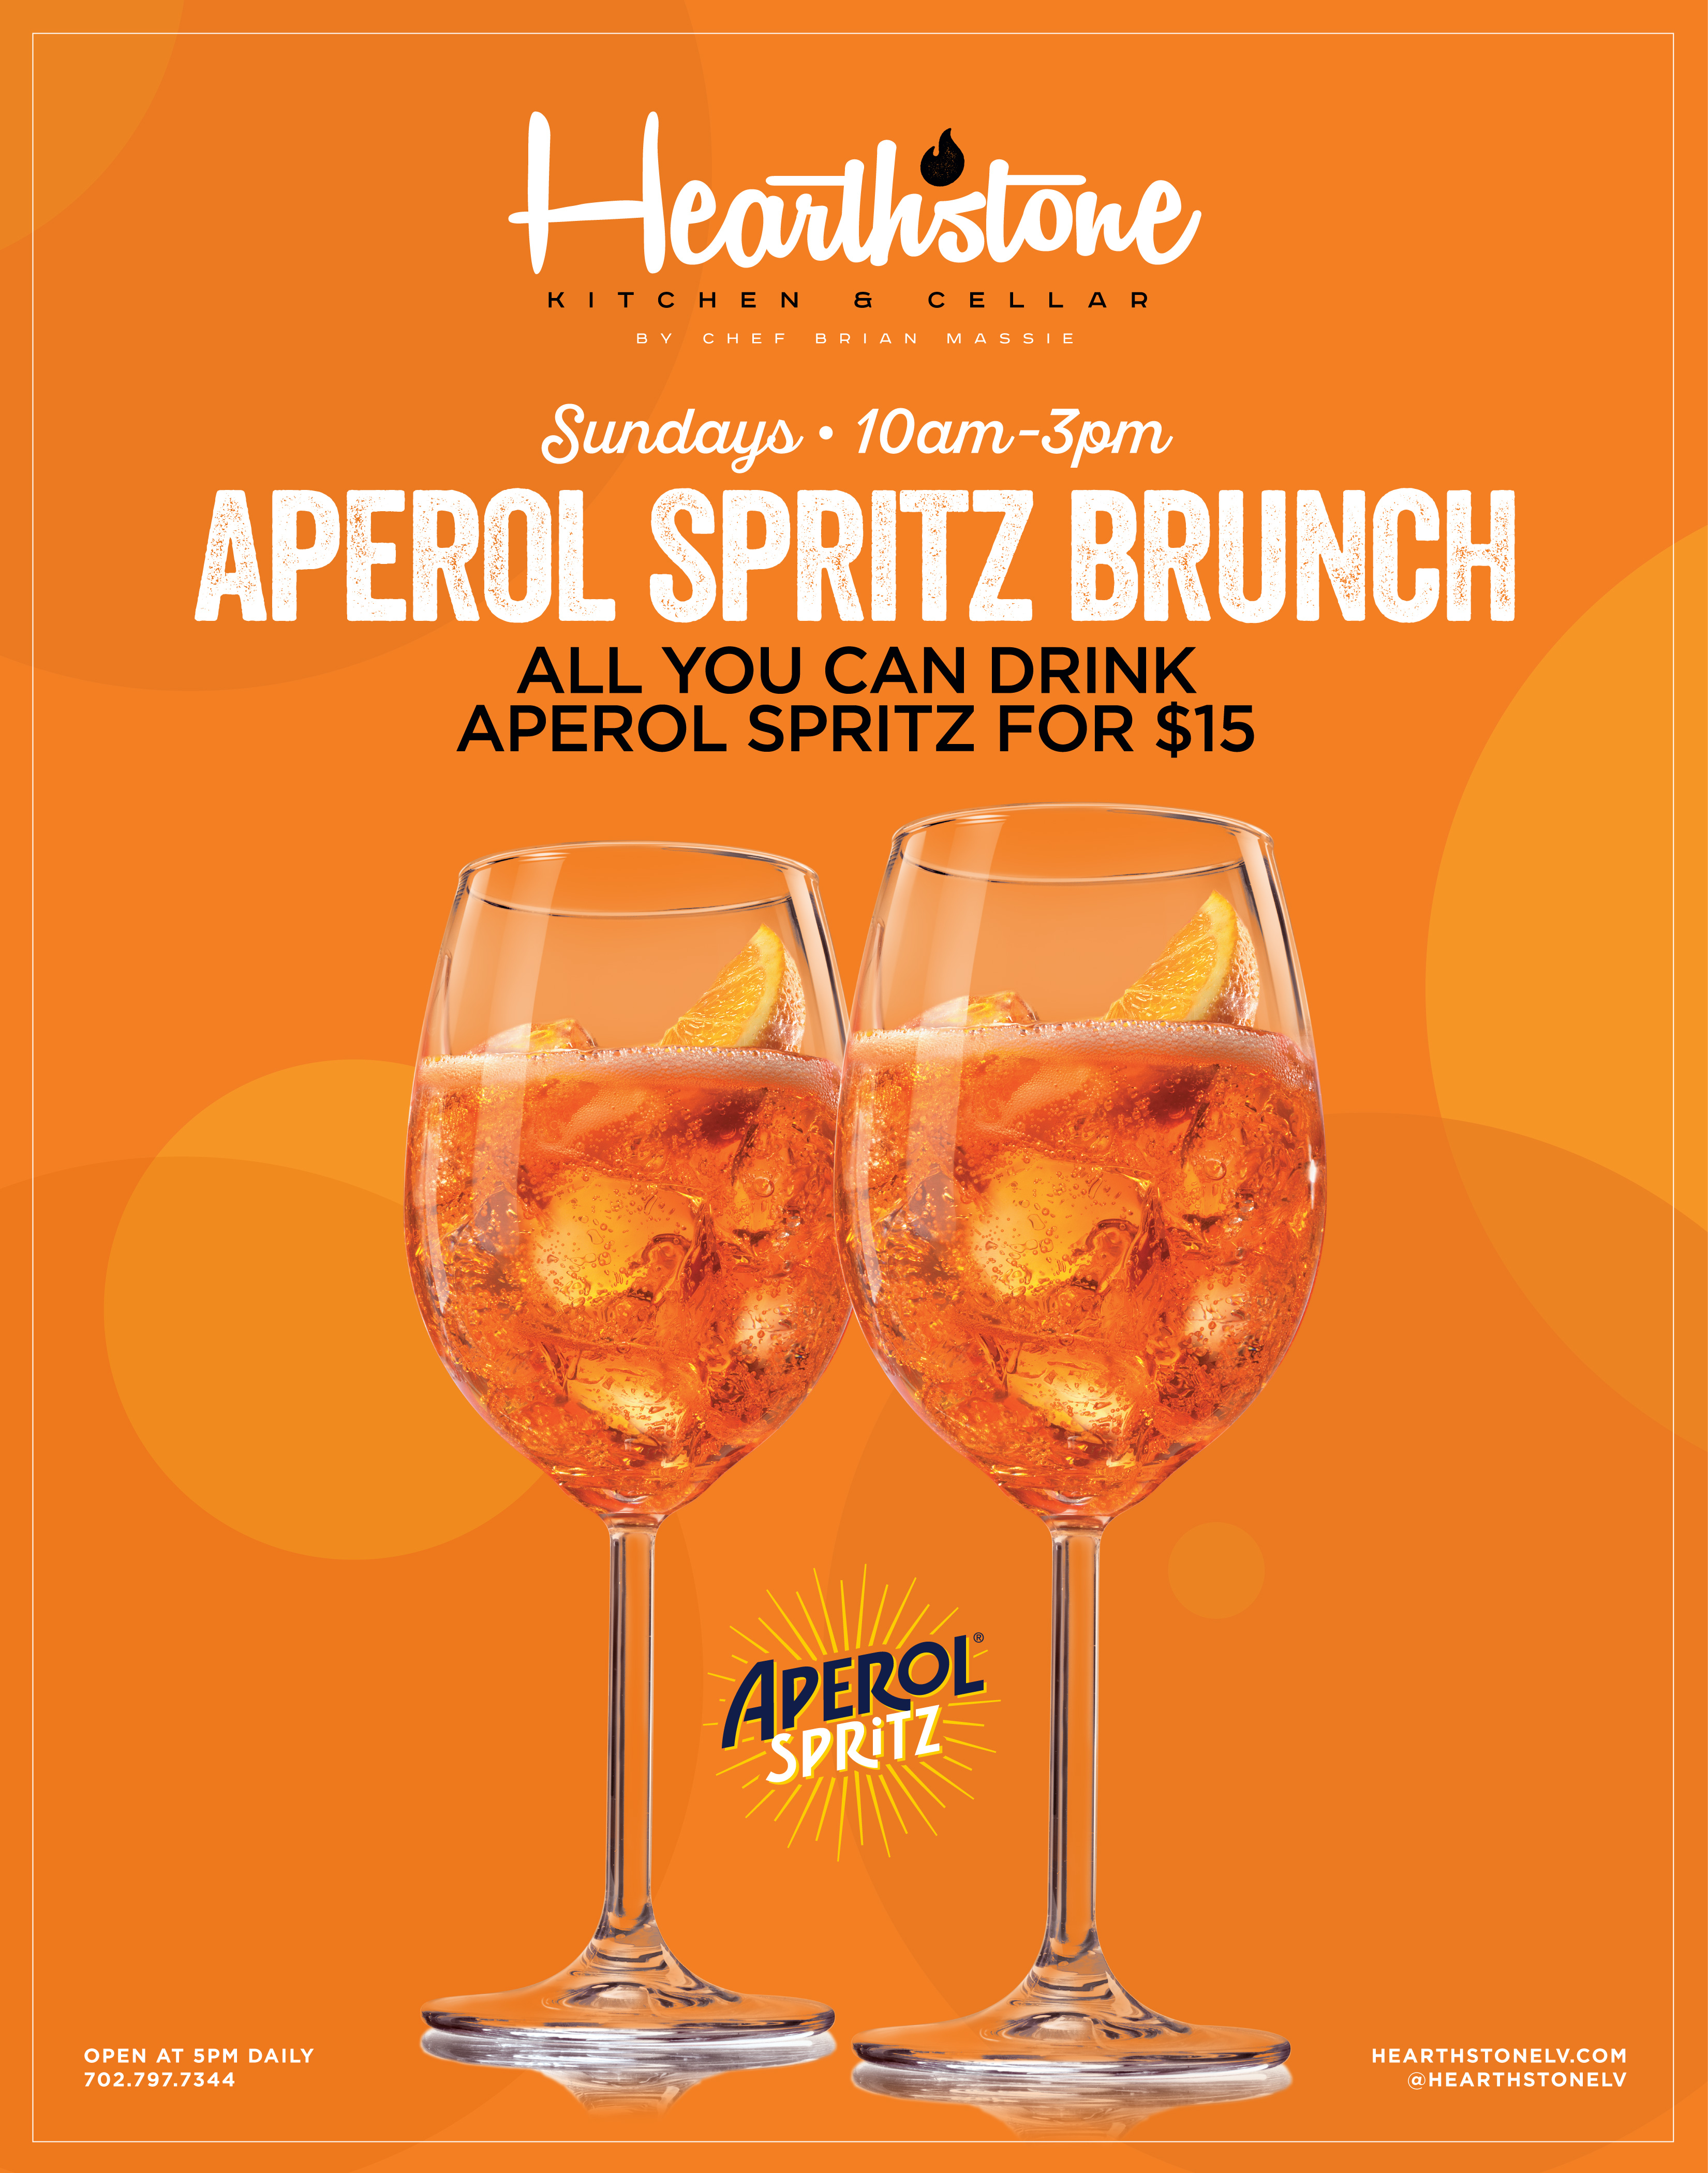 Hearthstone
KITCHEN & CELLAR
BY CHEF BRIAN MASSIE
Sundays • 10am-3pm
APEROL SPRITZ BRUNCH
ALL YOU CAN DRINK
APEROL SPRITZ FOR $15
APEROL®
SPRiTZ
OPEN AT 5PM DAILY
702.797.7344
HEARTHSTONELV.COM
@HEARTHSTONELV